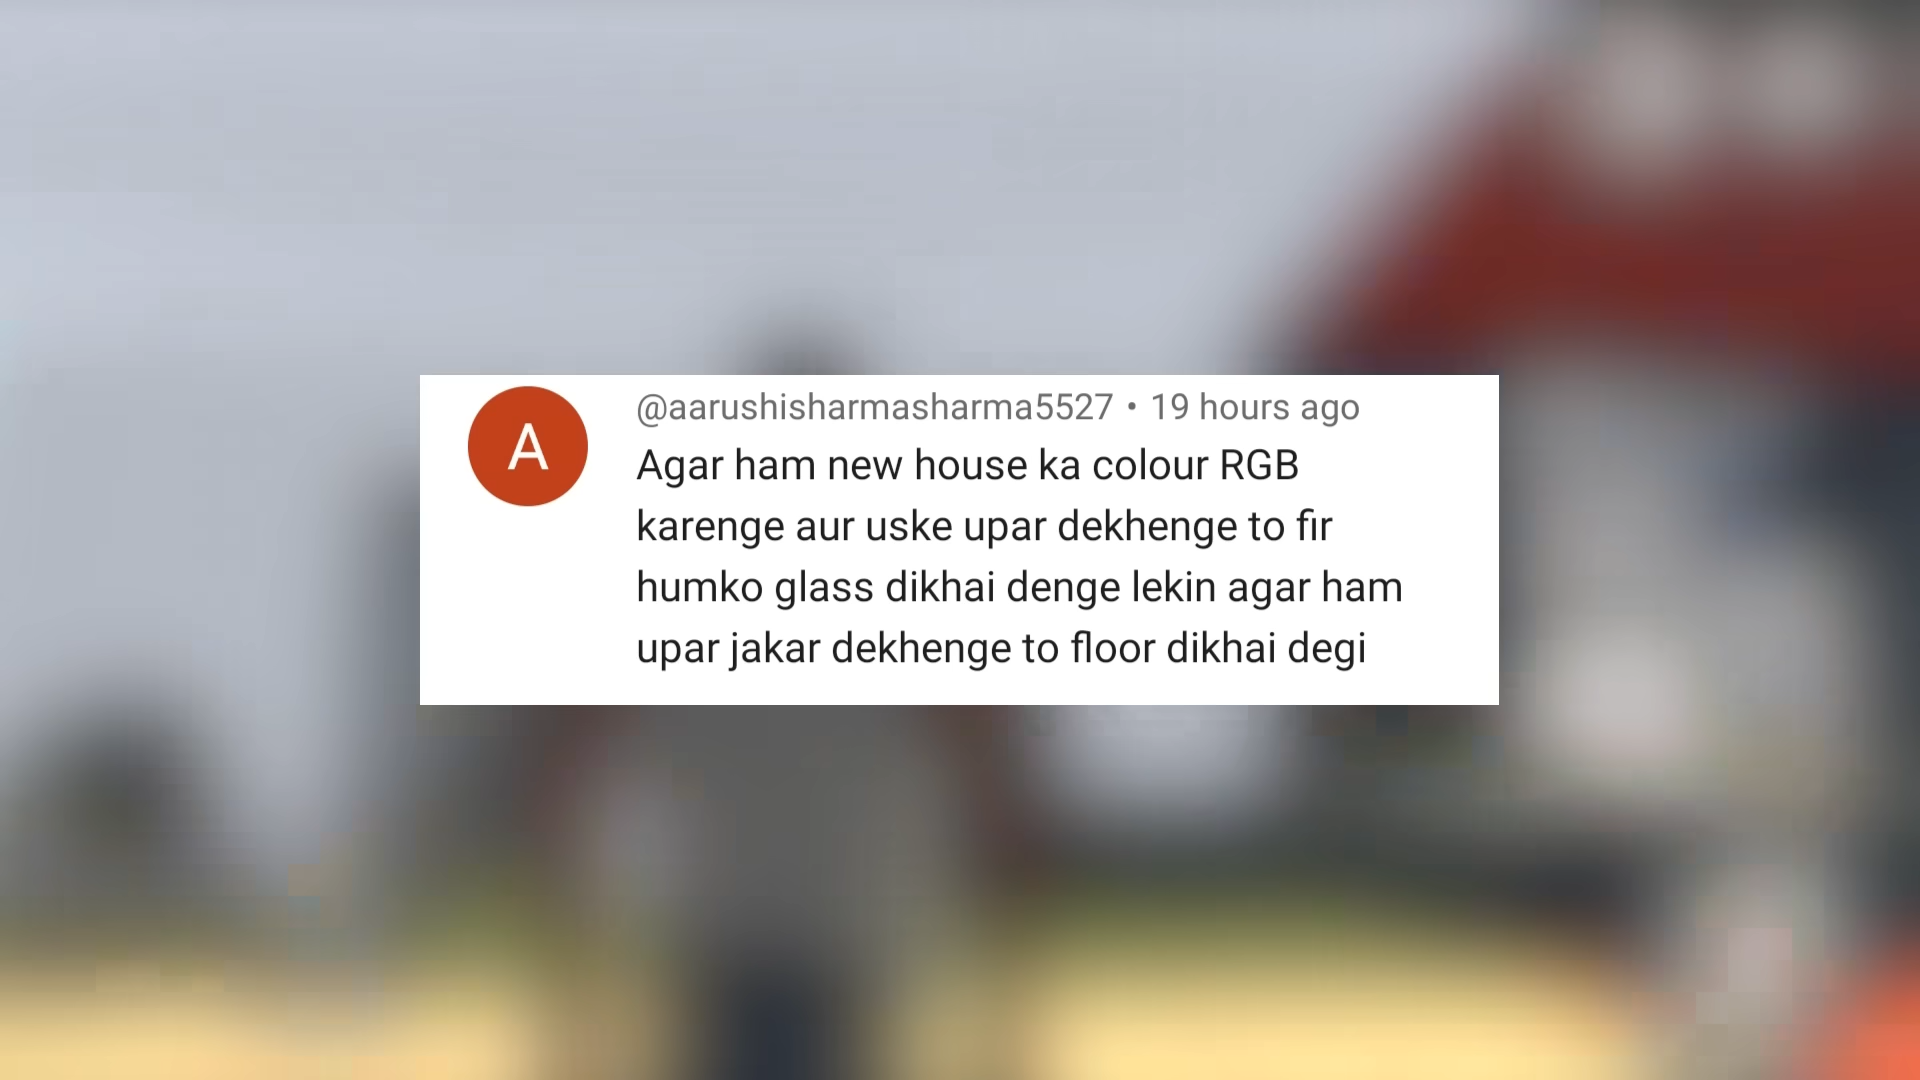 A
@aarushisharmasharma5527 • 19 hours ago
Agar ham new house ka colour RGB
karenge aur uske upar dekhenge to fir
humko glass dikhai denge lekin agar ham
upar jakar dekhenge to floor dikhai degi